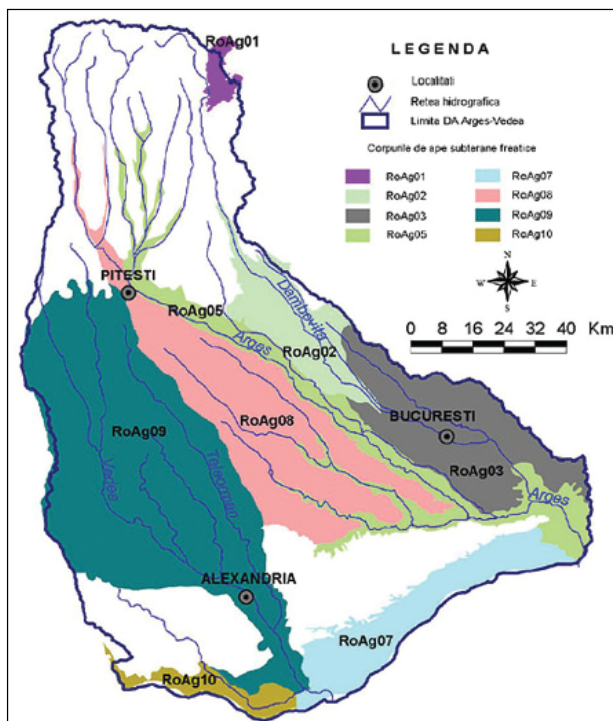 RoAg01
LEGENDA
Localitati
Retea hidrografica
Limita DA Arges-Vedea
Corpurile de ape subterane freatice
RoAg01
RoAg02
RoAg03
RoAg05
RoAg07
RoAg08
RoAg09
RoAg10
N
W E
S
0 8 16 24 32 40 Km
PITESTI
RoAg05
Dambovita
Arges
RoAg02
BUCURESTI
RoAg08
RoAg09
RoAg03
Vedea
Teleorman
Arges
ALEXANDRIA
RoAg07
RoAg10